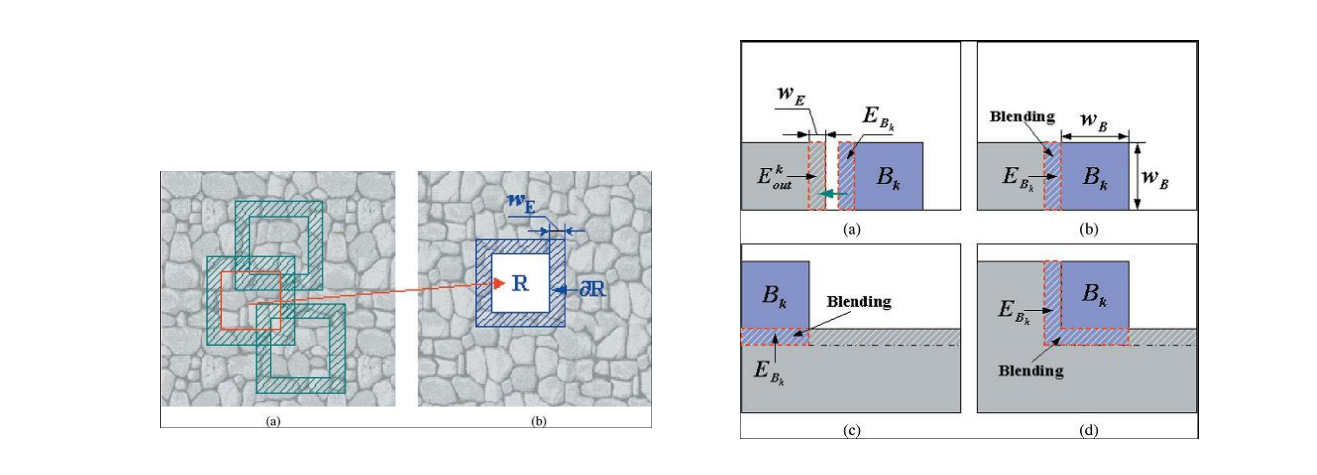 w_E
R
∂R
(a)
(b)
w_E
E_{B_k}
E^k_{out}
B_k
(a)
Blending
w_B
E_{B_k}
B_k
w_B
(b)
B_k
Blending
E_{B_k}
(c)
B_k
E_{B_k}
Blending
(d)